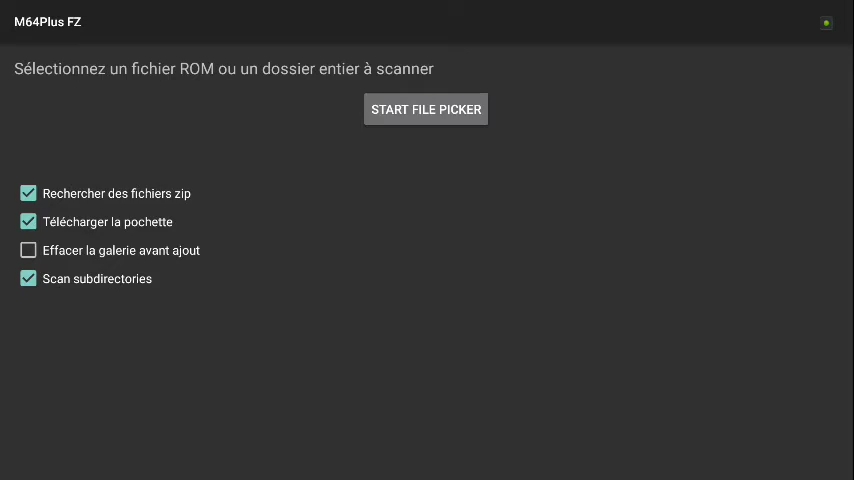 M64Plus FZ
Sélectionnez un fichier ROM ou un dossier entier à scanner
START FILE PICKER
Rechercher des fichiers zip
Télécharger la pochette
Effacer la galerie avant ajout
Scan subdirectories